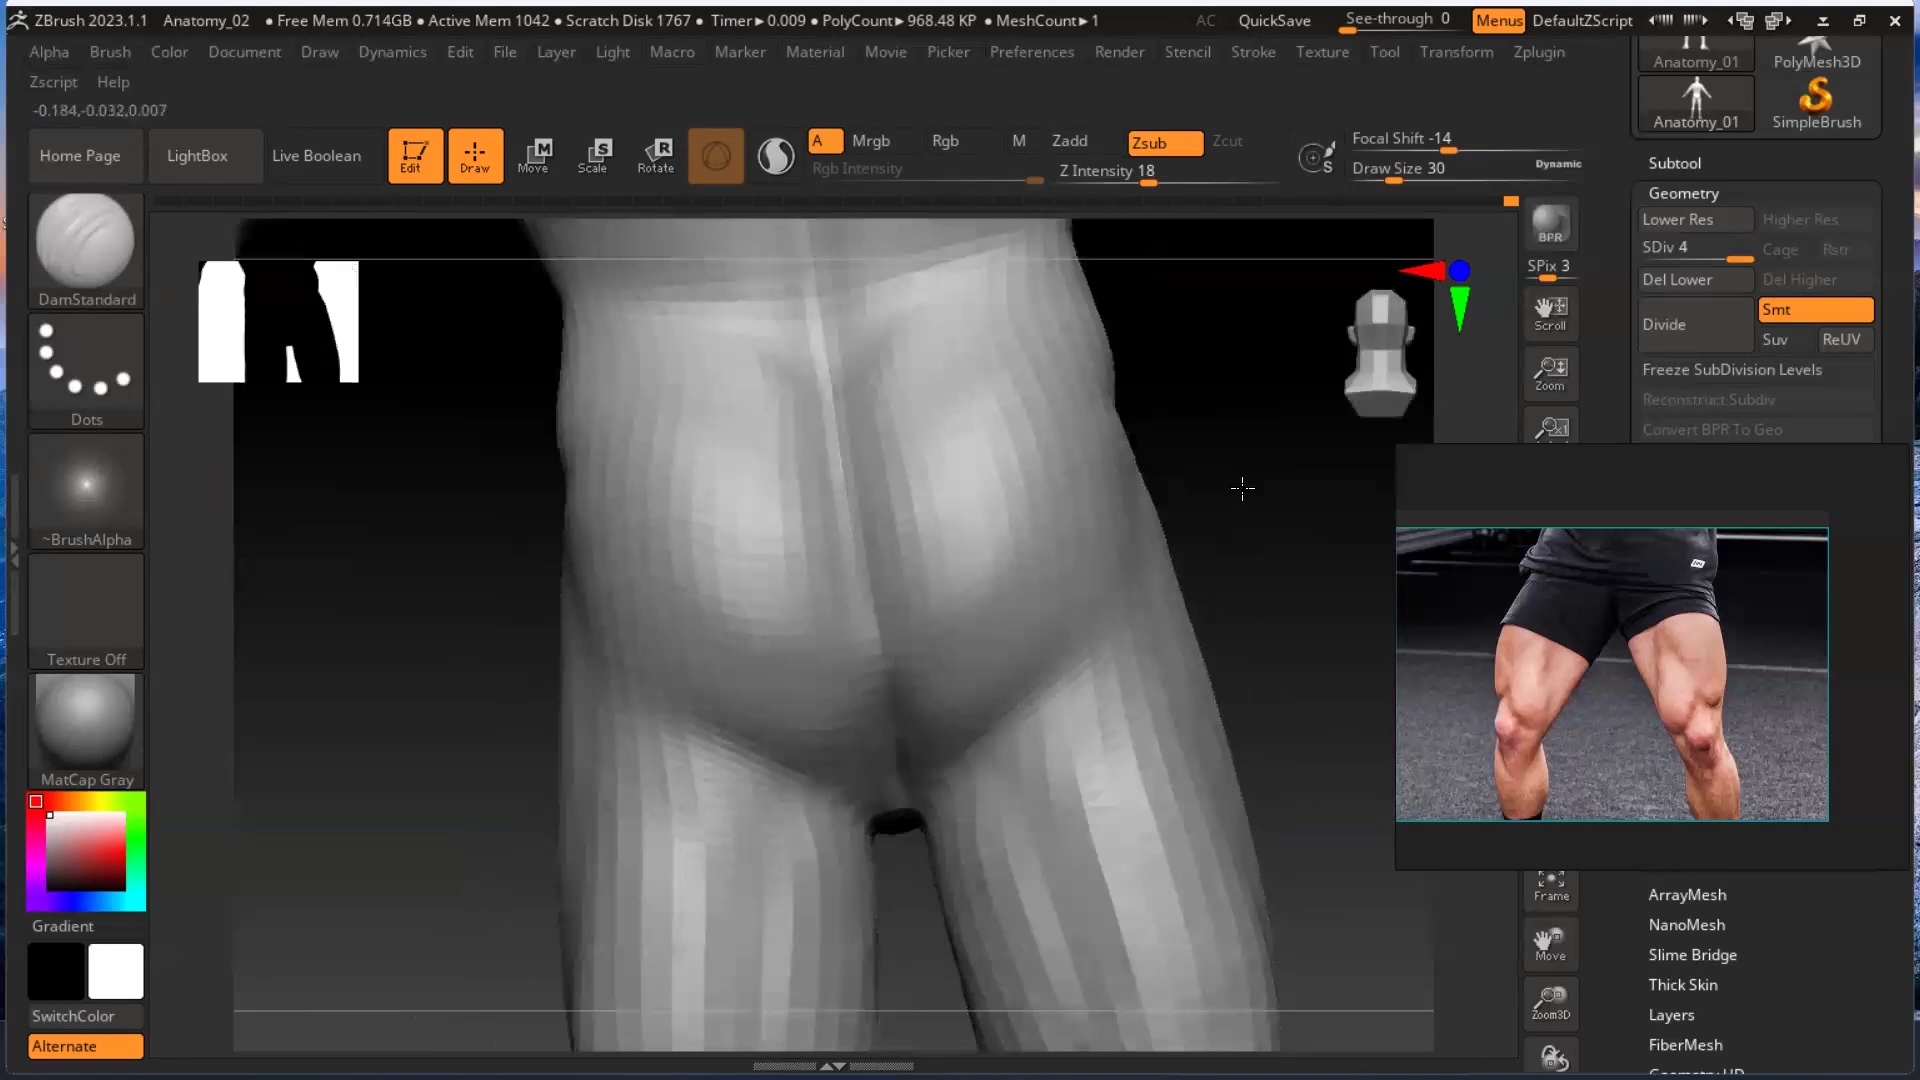 ZBrush 2023.1.1 Anatomy_02 ● Free Mem 0.714GB ● Active Mem 1042 ● Scratch Disk 1767 ● Timer►0.009 ● PolyCount►968.48 KP ● MeshCount►1 AC QuickSave See-through 0 Menus DefaultZScript
Alpha Brush Color Document Draw Dynamics Edit File Layer Light Macro Marker Material Movie Picker Preferences Render Stencil Stroke Texture Tool Transform Zplugin
Zscript Help
-0.184,-0.032,0.007
Home Page LightBox Live Boolean Edit Draw Move Scale Rotate
M S R
A Mrgb Rgb M Zadd Zsub Zcut
Rgb Intensity Z Intensity 18
S
Focal Shift -14
Draw Size 30 Dynamic
DamStandard
Dots
~BrushAlpha
Texture Off
MatCap Gray
Gradient
SwitchColor
Alternate
BPR
SPix 3
Scroll
Zoom
Frame
Move
Zoom3D
Anatomy_01 PolyMesh3D
Anatomy_01 SimpleBrush
Subtool
Geometry
Lower Res Higher Res
SDiv 4 Cage Rstr
Del Lower Del Higher
Divide Smt
Suv ReUV
Freeze SubDivision Levels
Reconstruct Subdiv
Convert BPR To Geo
ArrayMesh
NanoMesh
Slime Bridge
Thick Skin
Layers
FiberMesh
Geometry HD